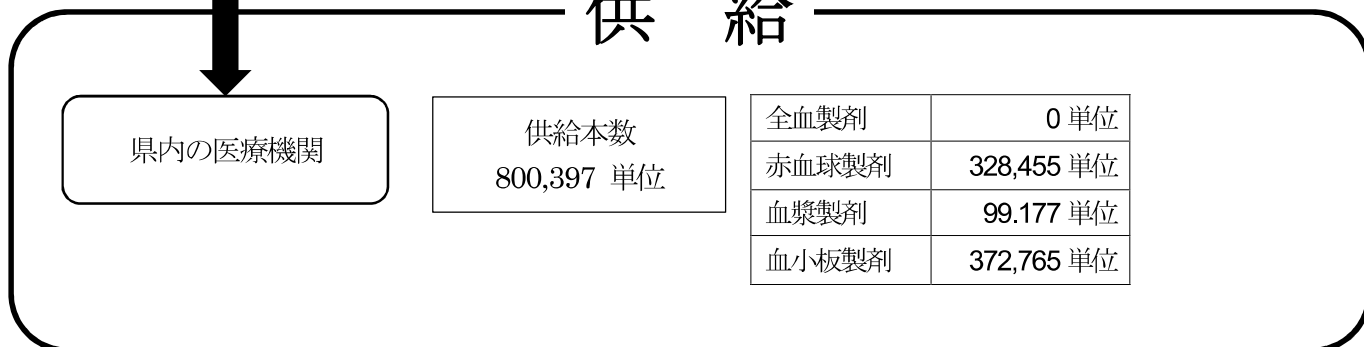 供 給
県内の医療機関
供給本数
800,397 単位
全血製剤 0 単位
赤血球製剤 328,455 単位
血漿製剤 99.177 単位
血小板製剤 372,765 単位